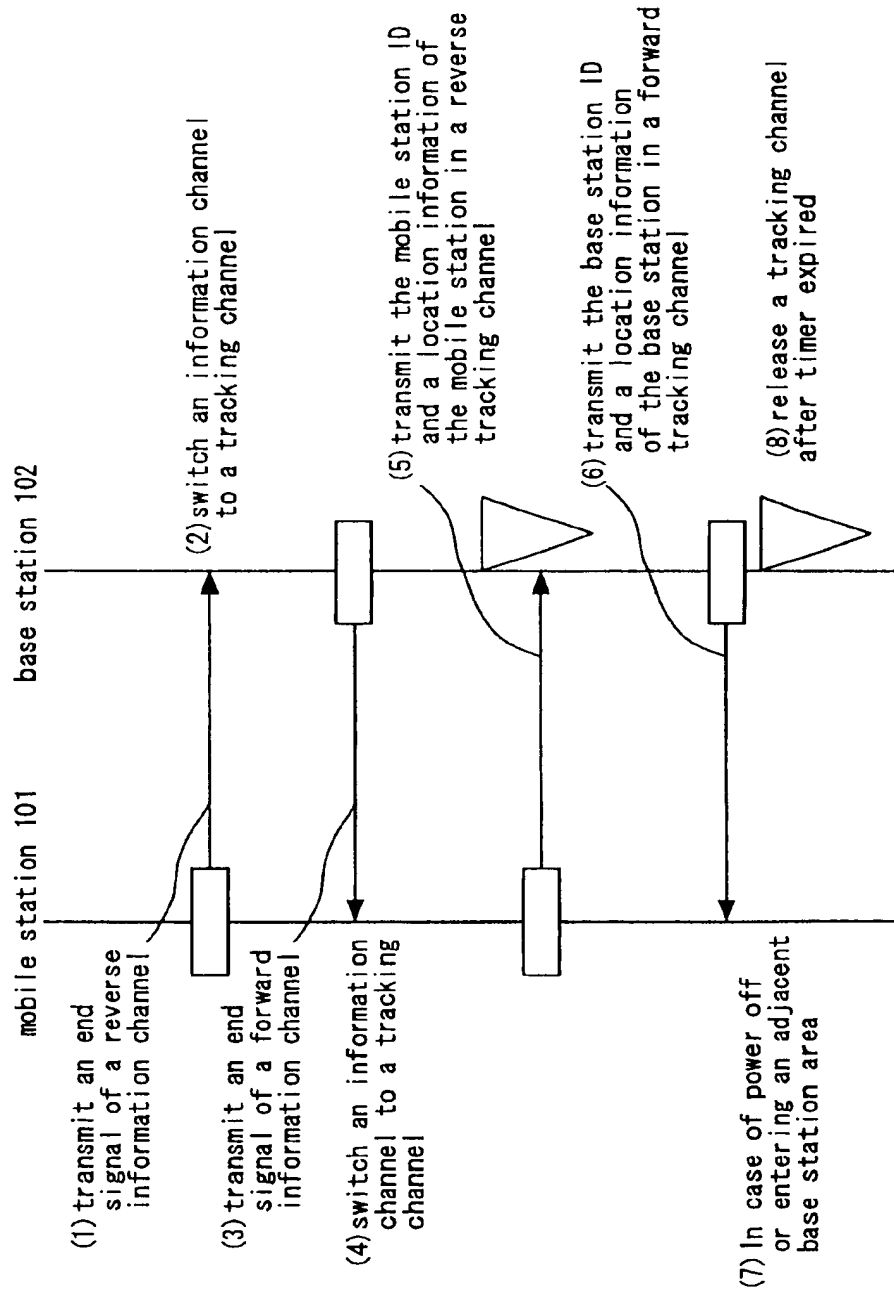 mobile station 101
base station 102
(1)transmit an end
signal of a reverse
information channel
(2)switch an information channel
to a tracking channel
(3)transmit an end
signal of a forward
information channel
(4)switch an information
channel to a tracking
channel
(5)transmit the mobile station ID
and a location information of
the mobile station in a reverse
tracking channel
(6)transmit the base station ID
and a location information
of the base station in a forward
tracking channel
(7)In case of power off
or entering an adjacent
base station area
(8)release a tracking channel
after timer expired